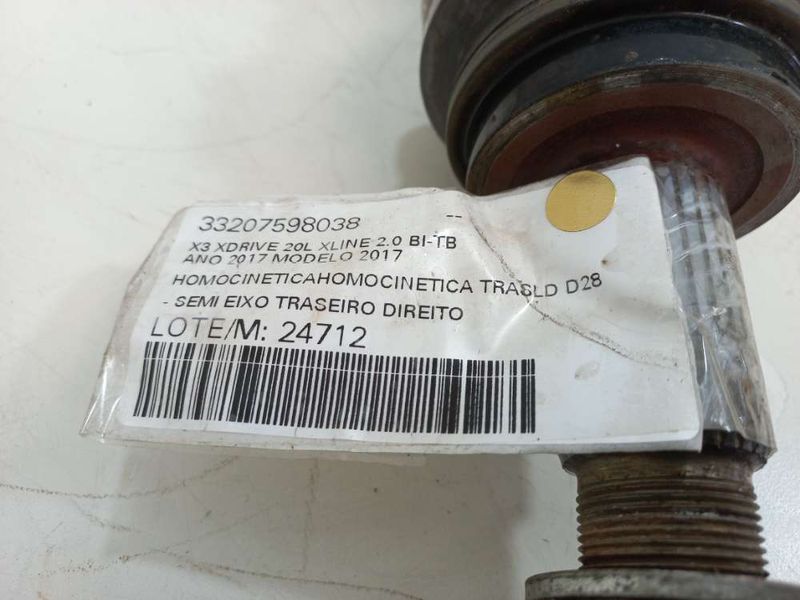 33207598038 --
X3 XDRIVE 20L XLINE 2.0 BI-TB
ANO 2017 MODELO 2017
HOMOCINETICAHOMOCINETICA TRASLD D28
- SEMI EIXO TRASEIRO DIREITO
LOTE/M: 24712